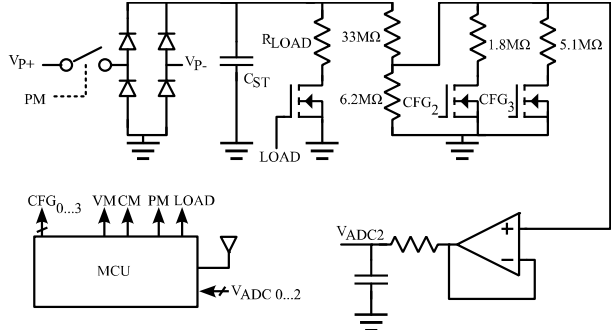 R_LOAD
33MΩ
1.8MΩ
5.1MΩ
V_P+
V_P-
C_ST
PM
6.2MΩ
CFG_2
CFG_3
LOAD
CFG_0...3
VM CM PM LOAD
V_ADC2
+
MCU
−
V_ADC 0...2